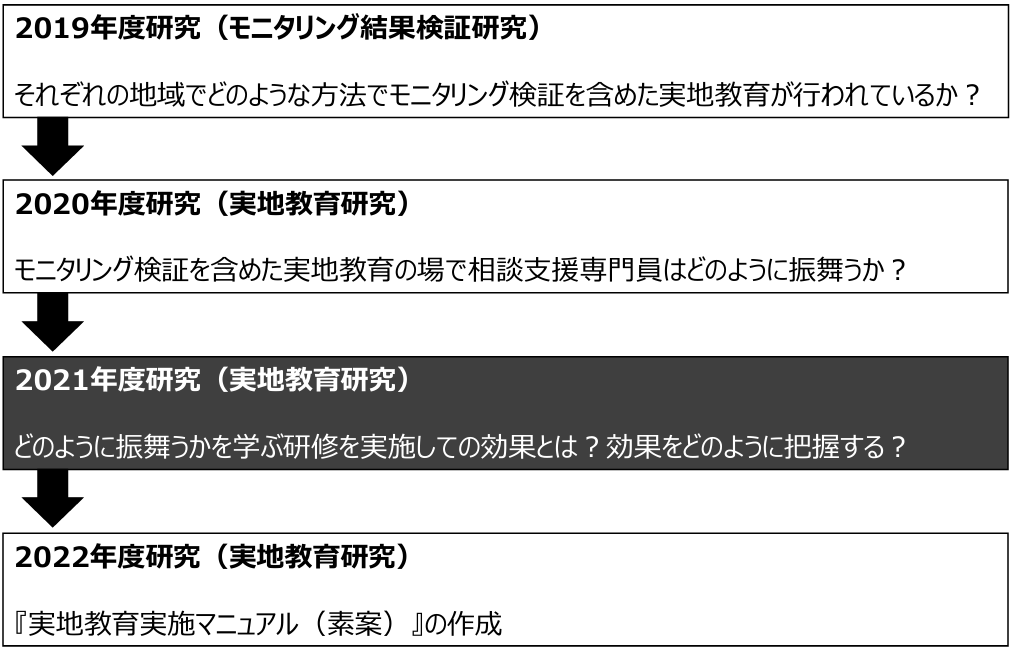 2019年度研究（モニタリング結果検証研究）
それぞれの地域でどのような方法でモニタリング検証を含めた実地教育が行われているか？
2020年度研究（実地教育研究）
モニタリング検証を含めた実地教育の場で相談支援専門員はどのように振舞うか？
2021年度研究（実地教育研究）
どのように振舞うかを学ぶ研修を実施しての効果とは？効果をどのように把握する？
2022年度研究（実地教育研究）
『実地教育実施マニュアル（素案）』の作成